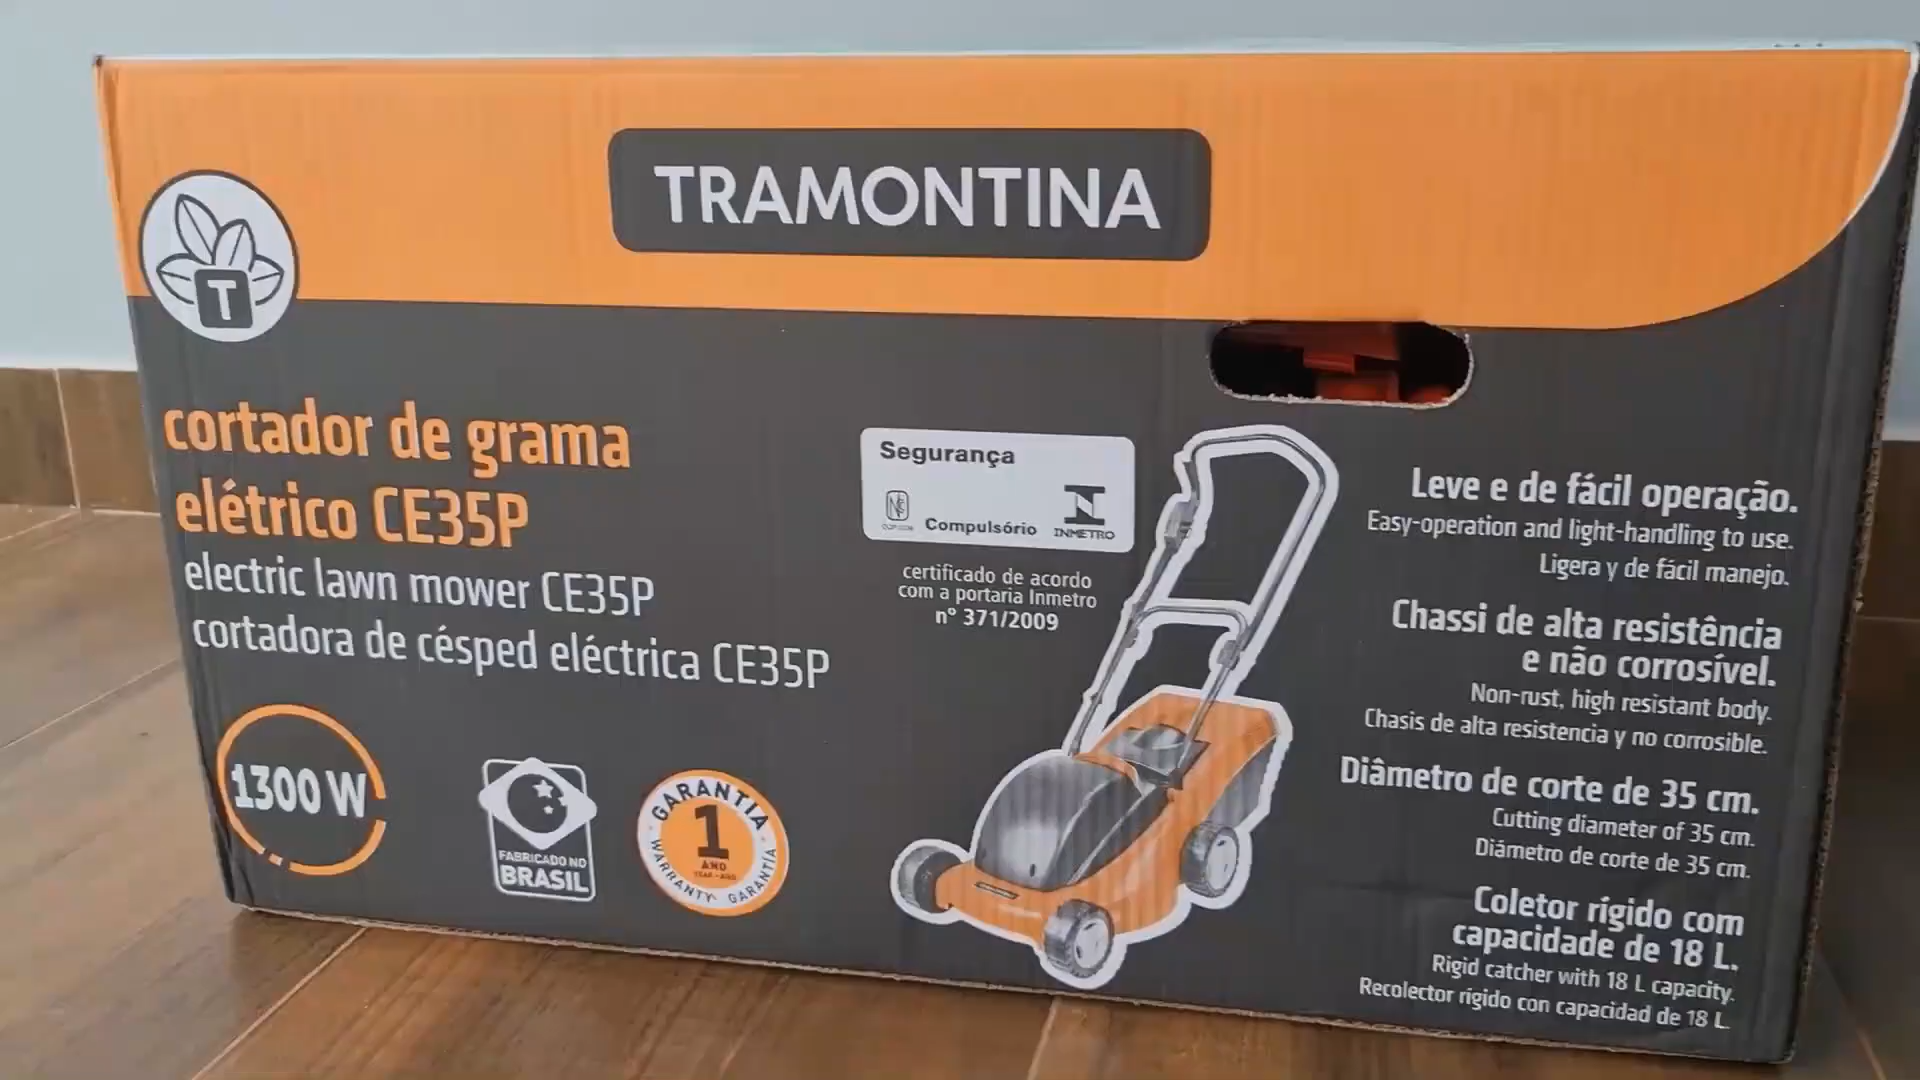 TRAMONTINA
T
cortador de grama
elétrico CE35P
electric lawn mower CE35P
cortadora de césped eléctrica CE35P
1300 W
FABRICADO NO
BRASIL
GARANTIA
1
ANO
YEAR - AÑO
WARRANTY GARANTÍA
Segurança
Compulsório
INMETRO
certificado de acordo
com a portaria Inmetro
nº 371/2009
Leve e de fácil operação.
Easy-operation and light-handling to use.
Ligera y de fácil manejo.
Chassi de alta resistência
e não corrosível.
Non-rust, high resistant body.
Chasis de alta resistencia y no corrosible.
Diâmetro de corte de 35 cm.
Cutting diameter of 35 cm.
Diámetro de corte de 35 cm.
Coletor rígido com
capacidade de 18 L.
Rigid catcher with 18 L capacity.
Recolector rígido con capacidad de 18 L.